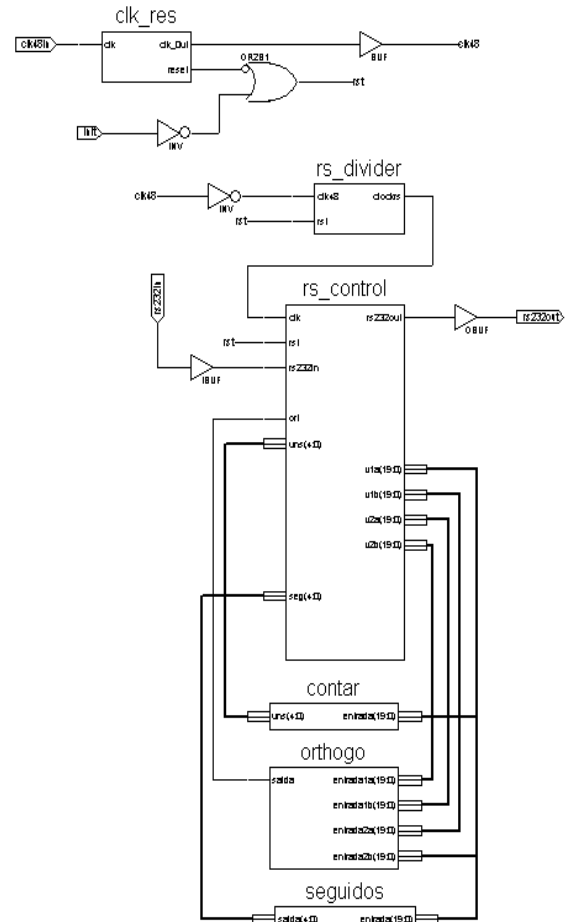 clk_res
clk48in
clk
clk_Out
BUF
clk48
reset
OR2B1
rst
Init
INV
rs_divider
clk48
INV
clk48
clockrs
rst
rst
rs_control
rs232in
clk
rs232out
OBUF
rs232out
rst
rst
IBUF
rs232in
ort
uns(4:0)
u1a(19:0)
u1b(19:0)
u2a(19:0)
u2b(19:0)
seg(4:0)
contar
uns(4:0)
entrada(19:0)
orthogo
entrada1a(19:0)
entrada1b(19:0)
entrada2a(19:0)
entrada2b(19:0)
seguidos
salida(4:0)
entrada(19:0)